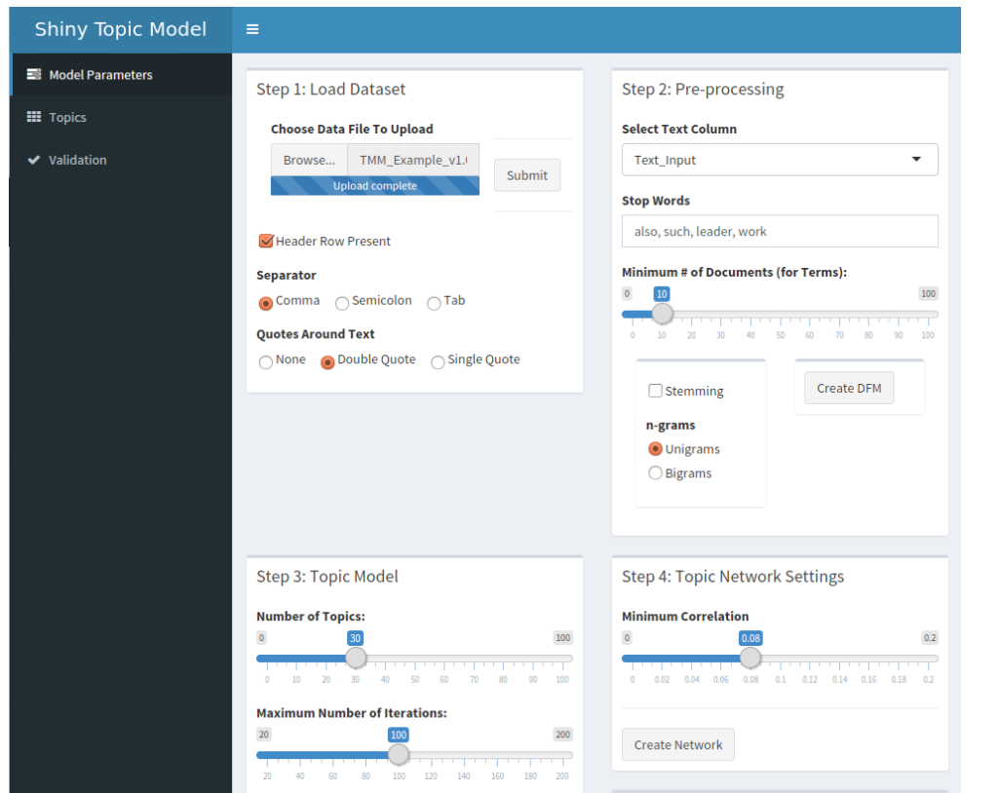 Shiny Topic Model
Model Parameters
Topics
Validation
Step 1: Load Dataset
Choose Data File To Upload
Browse... TMM_Example_v1.
Upload complete
Submit
Header Row Present
Separator
Comma Semicolon Tab
Quotes Around Text
None Double Quote Single Quote
Step 2: Pre-processing
Select Text Column
Text_Input
Stop Words
also, such, leader, work
Minimum # of Documents (for Terms):
0 10 100
0 10 20 30 40 50 60 70 80 90 100
Stemming
n-grams
Unigrams
Bigrams
Create DFM
Step 3: Topic Model
Number of Topics:
0 30 100
0 10 20 30 40 50 60 70 80 90 100
Maximum Number of Iterations:
20 100 200
20 40 60 80 100 120 140 160 180 200
Step 4: Topic Network Settings
Minimum Correlation
0 0.08 0.2
0 0.02 0.04 0.06 0.08 0.1 0.12 0.14 0.16 0.18 0.2
Create Network